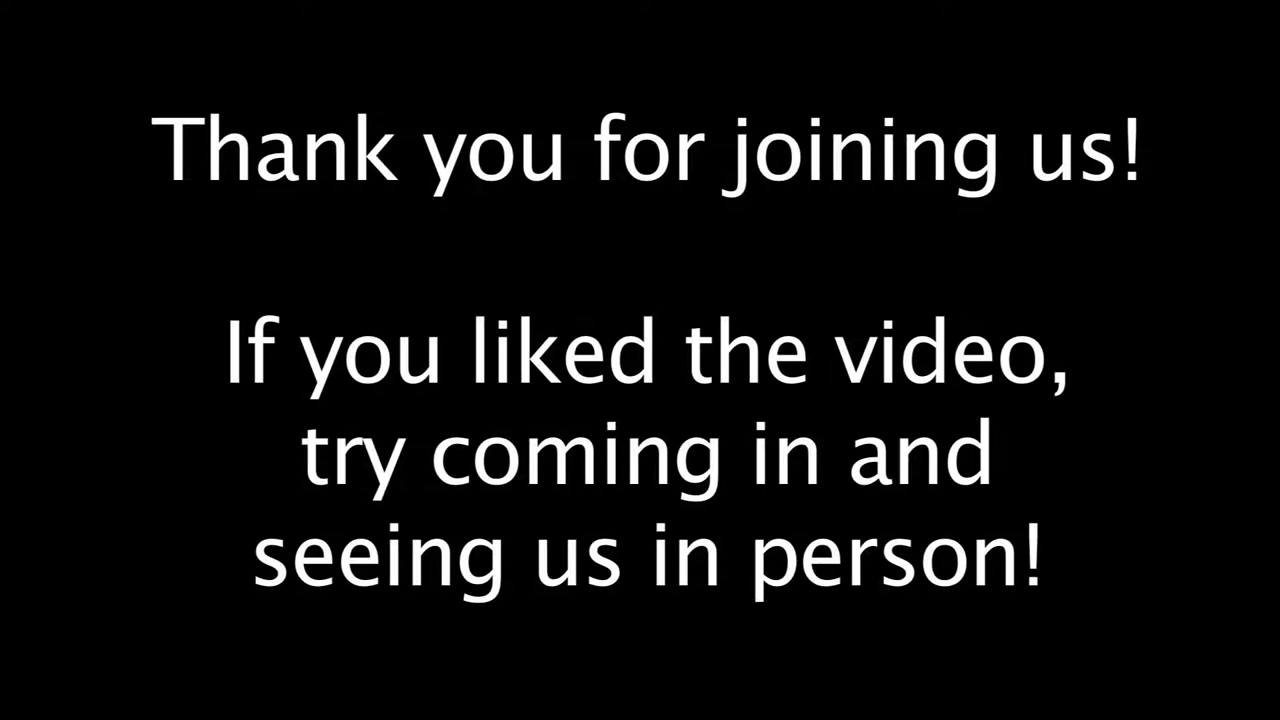 Thank you for joining us!
If you liked the video,
try coming in and
seeing us in person!